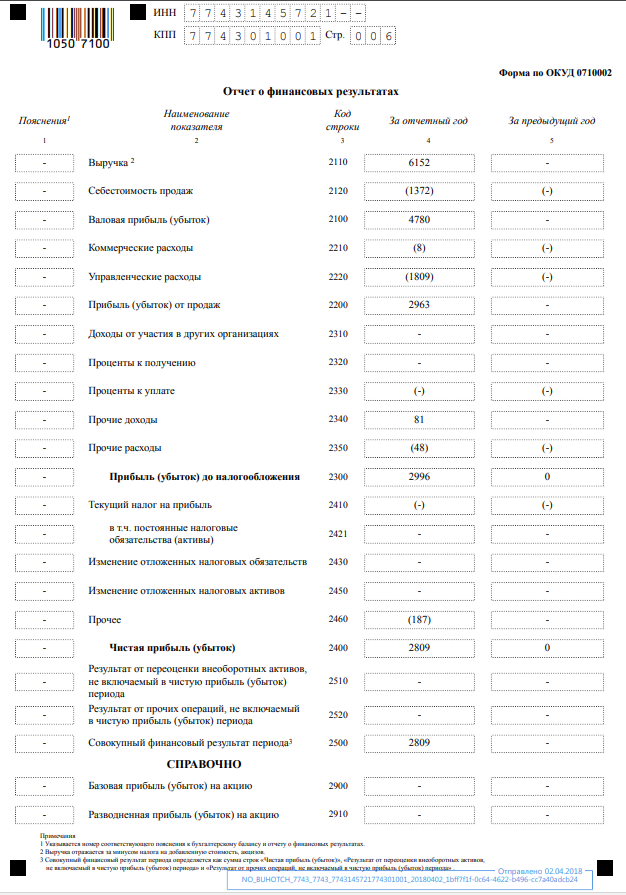 1050 7100
ИНН 7743145721--
КПП 774301001 Стр. 006
Форма по ОКУД 0710002
Отчет о финансовых результатах
Пояснения1 Наименование показателя Код строки За отчетный год За предыдущий год
1 2 3 4 5
- Выручка 2 2110 6152 -
- Себестоимость продаж 2120 (1372) (-)
- Валовая прибыль (убыток) 2100 4780 -
- Коммерческие расходы 2210 (8) (-)
- Управленческие расходы 2220 (1809) (-)
- Прибыль (убыток) от продаж 2200 2963 -
- Доходы от участия в других организациях 2310 - -
- Проценты к получению 2320 - -
- Проценты к уплате 2330 (-) (-)
- Прочие доходы 2340 81 -
- Прочие расходы 2350 (48) (-)
- Прибыль (убыток) до налогообложения 2300 2996 0
- Текущий налог на прибыль 2410 (-) (-)
- в т.ч. постоянные налоговые
обязательства (активы) 2421 - -
- Изменение отложенных налоговых обязательств 2430 - -
- Изменение отложенных налоговых активов 2450 - -
- Прочее 2460 (187) -
- Чистая прибыль (убыток) 2400 2809 0
Результат от переоценки внеоборотных активов,
- не включаемый в чистую прибыль (убыток) 2510 - -
периода
- Результат от прочих операций, не включаемый
в чистую прибыль (убыток) периода 2520 - -
- Совокупный финансовый результат периода3 2500 2809 -
СПРАВОЧНО
- Базовая прибыль (убыток) на акцию 2900 - -
- Разводненная прибыль (убыток) на акцию 2910 - -
Примечания
1 Указывается номер соответствующего пояснения к бухгалтерскому балансу и отчету о финансовых результатах.
2 Выручка отражается за минусом налога на добавленную стоимость, акцизов.
3 Совокупный финансовый результат периода определяется как сумма строк «Чистая прибыль (убыток)», «Результат от переоценки внеоборотных активов,
не включаемый в чистую прибыль (убыток) периода» и «Результат от прочих операций, не включаемый в чистую прибыль (убыток) периода» .
Отправлено 02.04.2018
NO_BUHOTCH_7743_7743_7743145721774301001_20180402_1bff7f1f-0c64-4622-b496-cc7a40adcb24